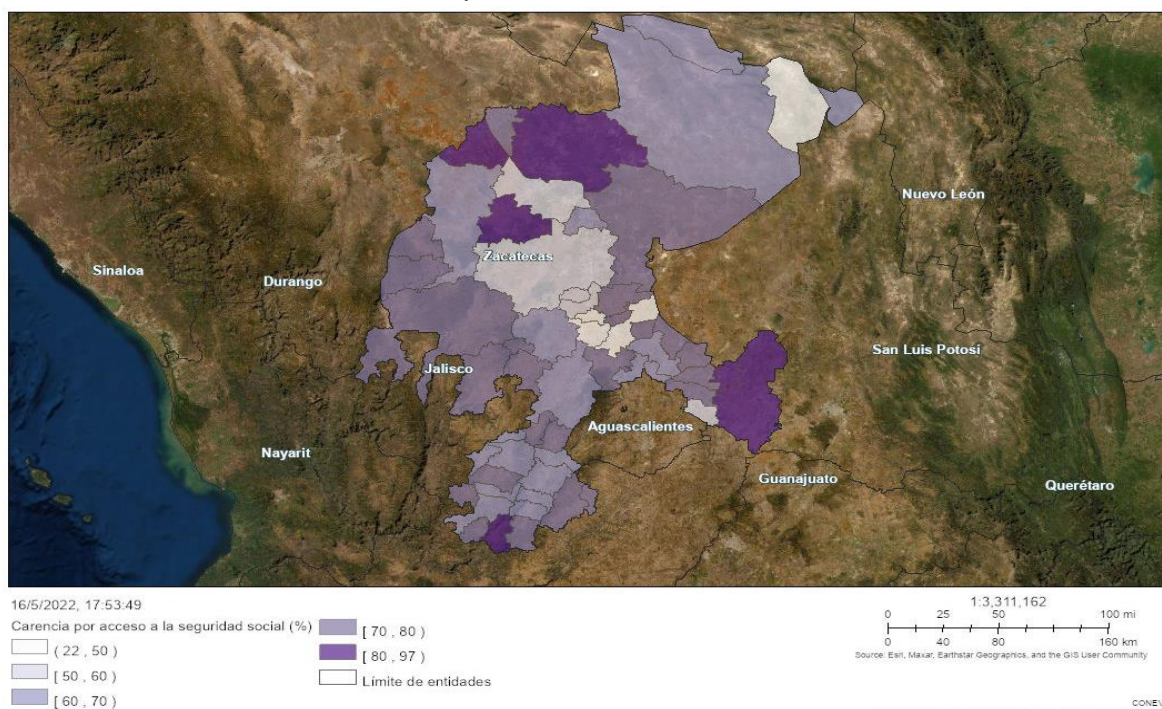 Nuevo León
Sinaloa
Zacatecas
Durango
San Luis Potosí
Jalisco
Aguascalientes
Nayarit
Guanajuato
Querétaro
16/5/2022, 17:53:49
Carencia por acceso a la seguridad social (%)
( 22 , 50 )
[ 50 , 60 )
[ 60 , 70 )
[ 70 , 80 )
[ 80 , 97 )
Límite de entidades
1:3,311,162
0 25 50 100 mi
0 40 80 160 km
Source: Esri, Maxar, Earthstar Geographics, and the GIS User Community